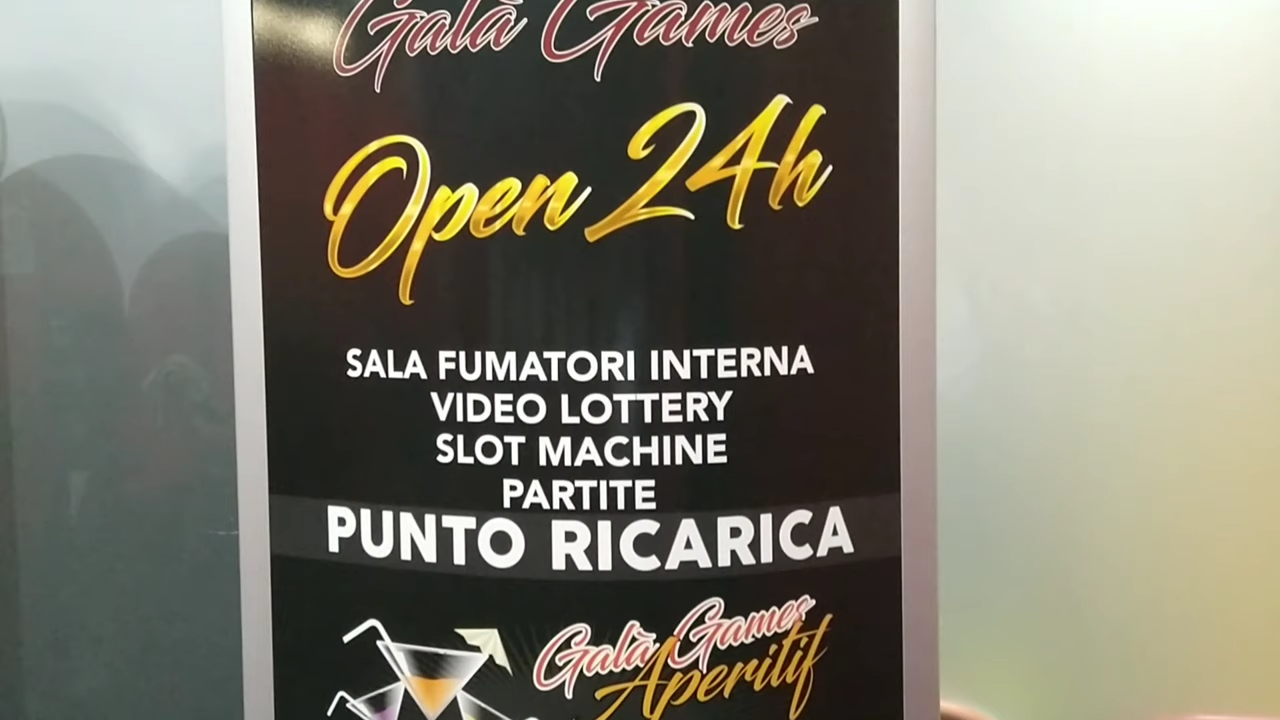 Galà Games
Open 24h
SALA FUMATORI INTERNA
VIDEO LOTTERY
SLOT MACHINE
PARTITE
PUNTO RICARICA
Galà Games
Aperitif